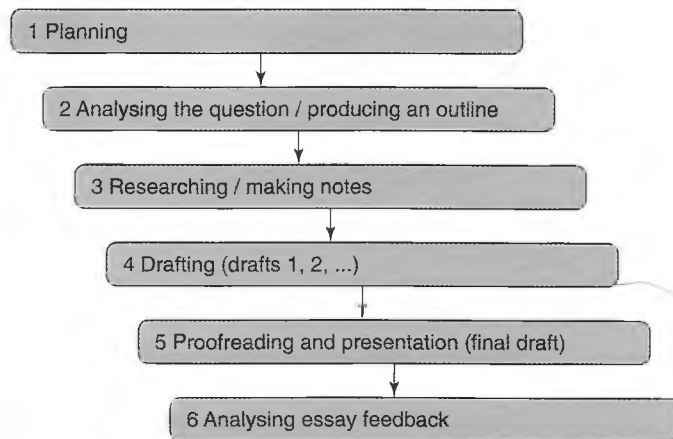 1 Planning
2 Analysing the question / producing an outline
3 Researching / making notes
4 Drafting (drafts 1, 2, ...)
5 Proofreading and presentation (final draft)
6 Analysing essay feedback